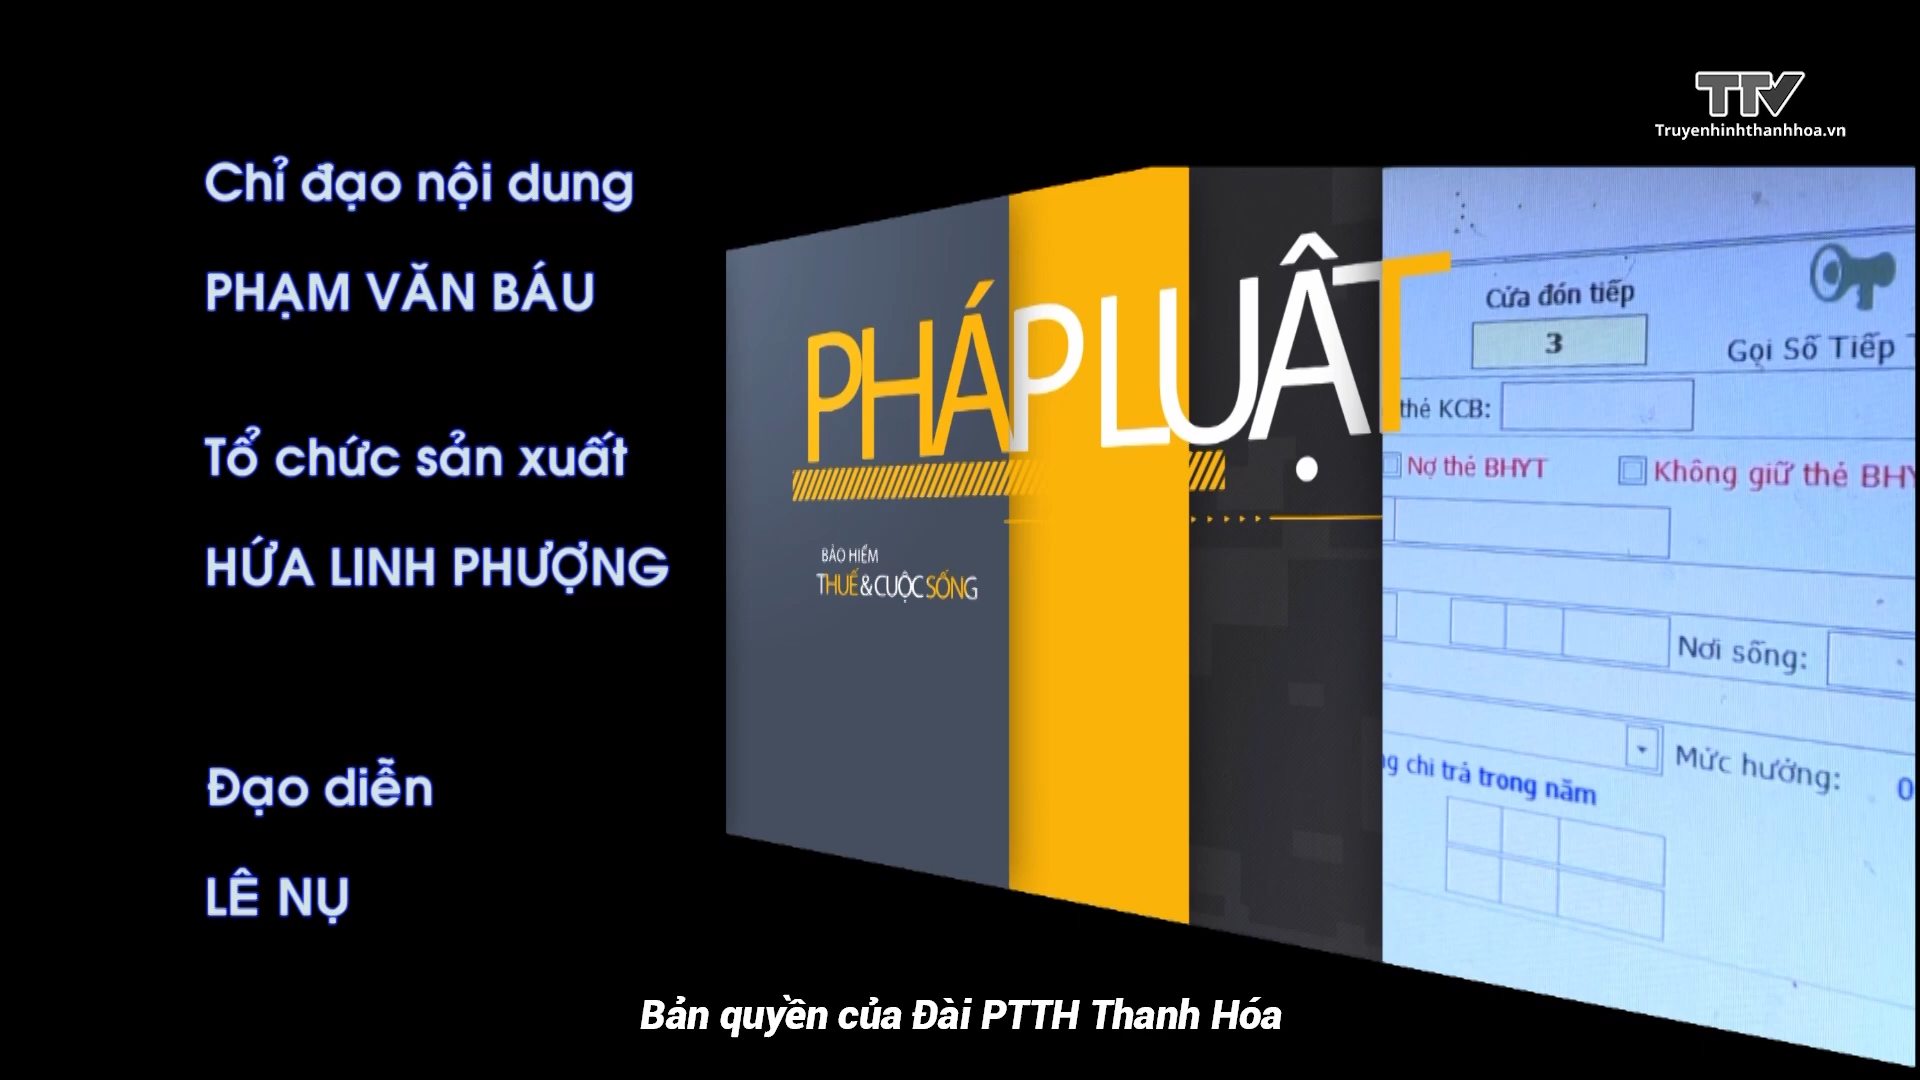 TTV
Truyenhinhthanhhoa.vn
Chỉ đạo nội dung
PHẠM VĂN BÁU
Tổ chức sản xuất
HỨA LINH PHƯỢNG
Đạo diễn
LÊ NỤ
PHÁP LUẬT
BẢO HIỂM
THUẾ & CUỘC SỐNG
Cửa đón tiếp
3
Gọi Số Tiếp
thẻ KCB:
Nợ thẻ BHYT
Không giữ thẻ
Nơi sống:
Mức hưởng:
chi trả trong năm
Bản quyền của Đài PTTH Thanh Hóa